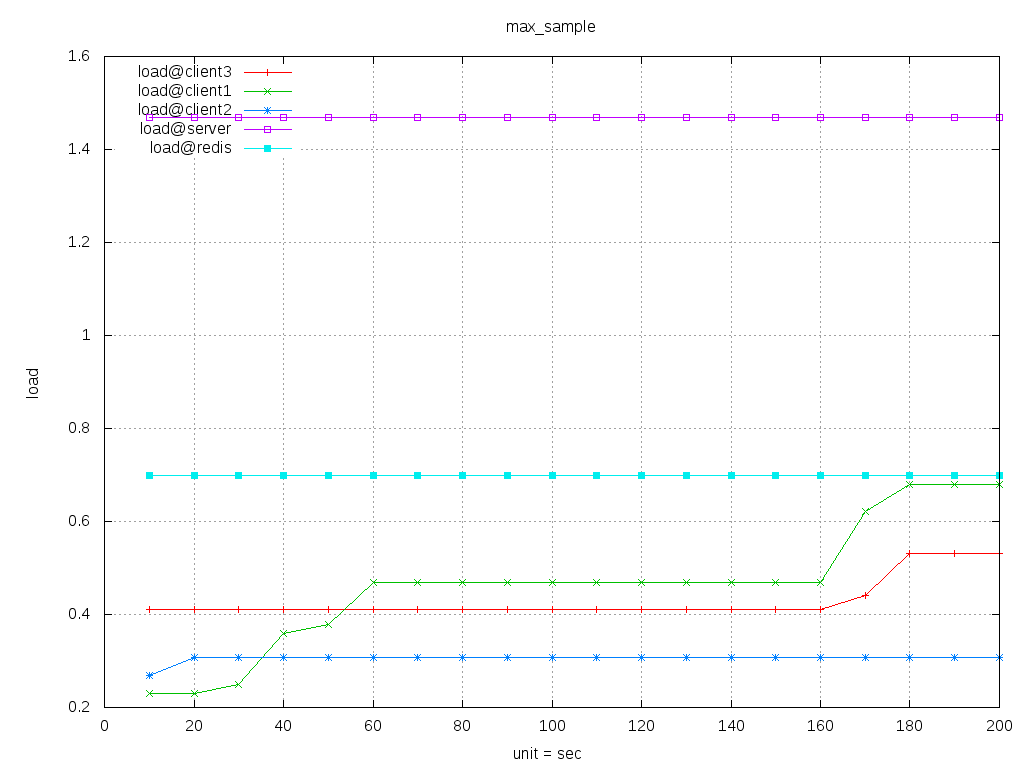 max_sample
1.6
load@client3
load@client1
load@client2
load@server
load@redis
1.4
1.2
1
load
0.8
0.6
0.4
0.2
0 20 40 60 80 100 120 140 160 180 200
unit = sec